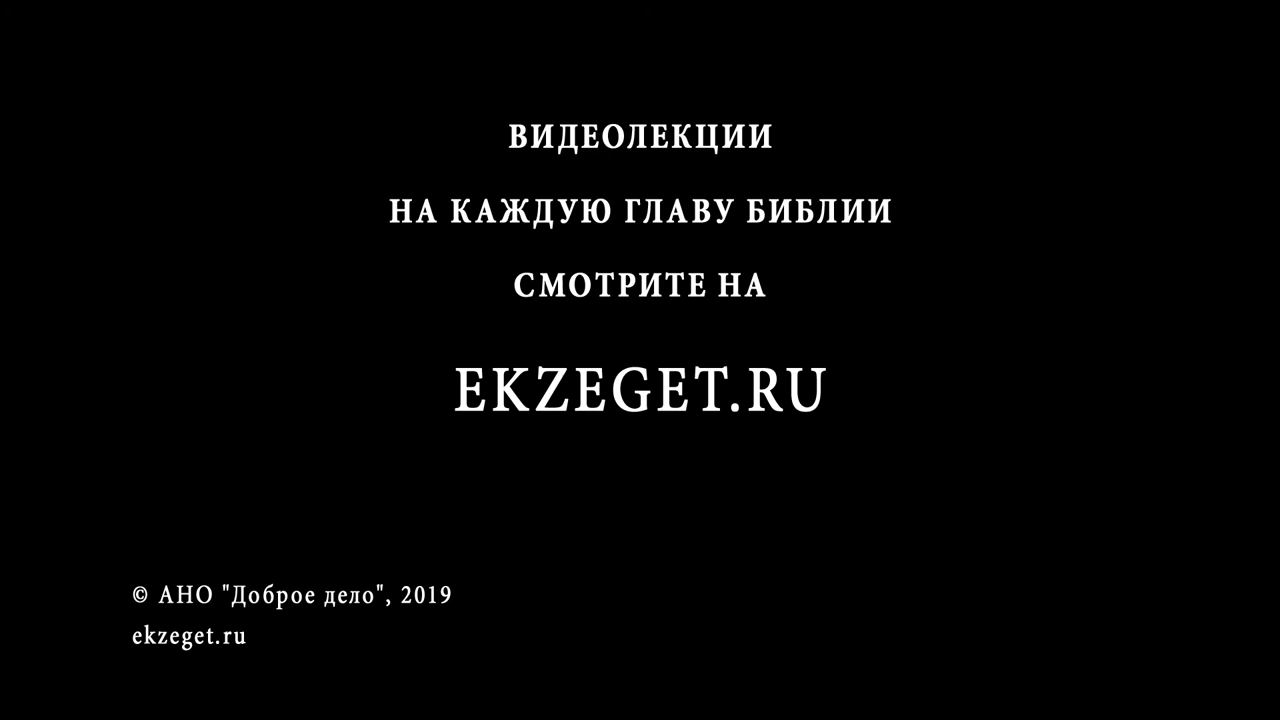 ВИДЕОЛЕКЦИИ
НА КАЖДУЮ ГЛАВУ БИБЛИИ
СМОТРИТЕ НА
EKZEGET.RU
© АНО "Доброе дело", 2019
ekzeget.ru